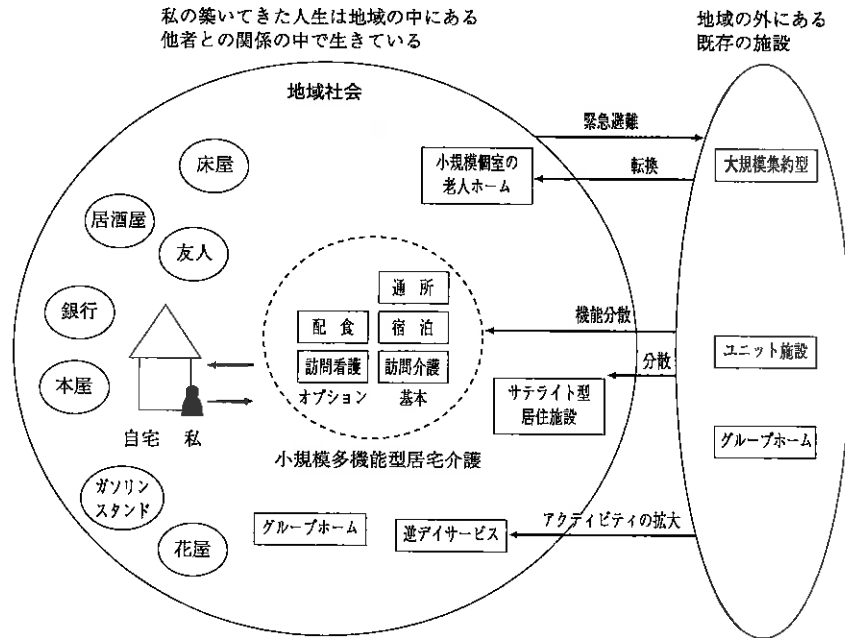 私の築いてきた人生は地域の中にある
他者との関係の中で生きている
地域の外にある
既存の施設
地域社会
緊急避難
床屋
小規模個室の
老人ホーム
転換
大規模集約型
居酒屋
友人
通所
銀行
配食
宿泊
機能分散
ユニット施設
訪問看護
訪問介護
分散
本屋
オプション
基本
サテライト型
居住施設
自宅
私
グループホーム
小規模多機能型居宅介護
ガソリン
スタンド
アクティビティの拡大
グループホーム
逆デイサービス
花屋